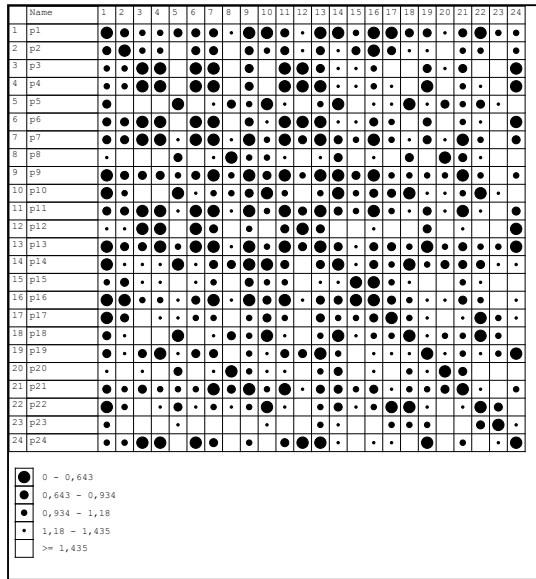 Name 1 2 3 4 5 6 7 8 9 10 11 12 13 14 15 16 17 18 19 20 21 22 23 24
1 p1
2 p2
3 p3
4 p4
5 p5
6 p6
7 p7
8 p8
9 p9
10 p10
11 p11
12 p12
13 p13
14 p14
15 p15
16 p16
17 p17
18 p18
19 p19
20 p20
21 p21
22 p22
23 p23
24 p24
0 - 0,643
0,643 - 0,934
0,934 - 1,18
1,18 - 1,435
>= 1,435